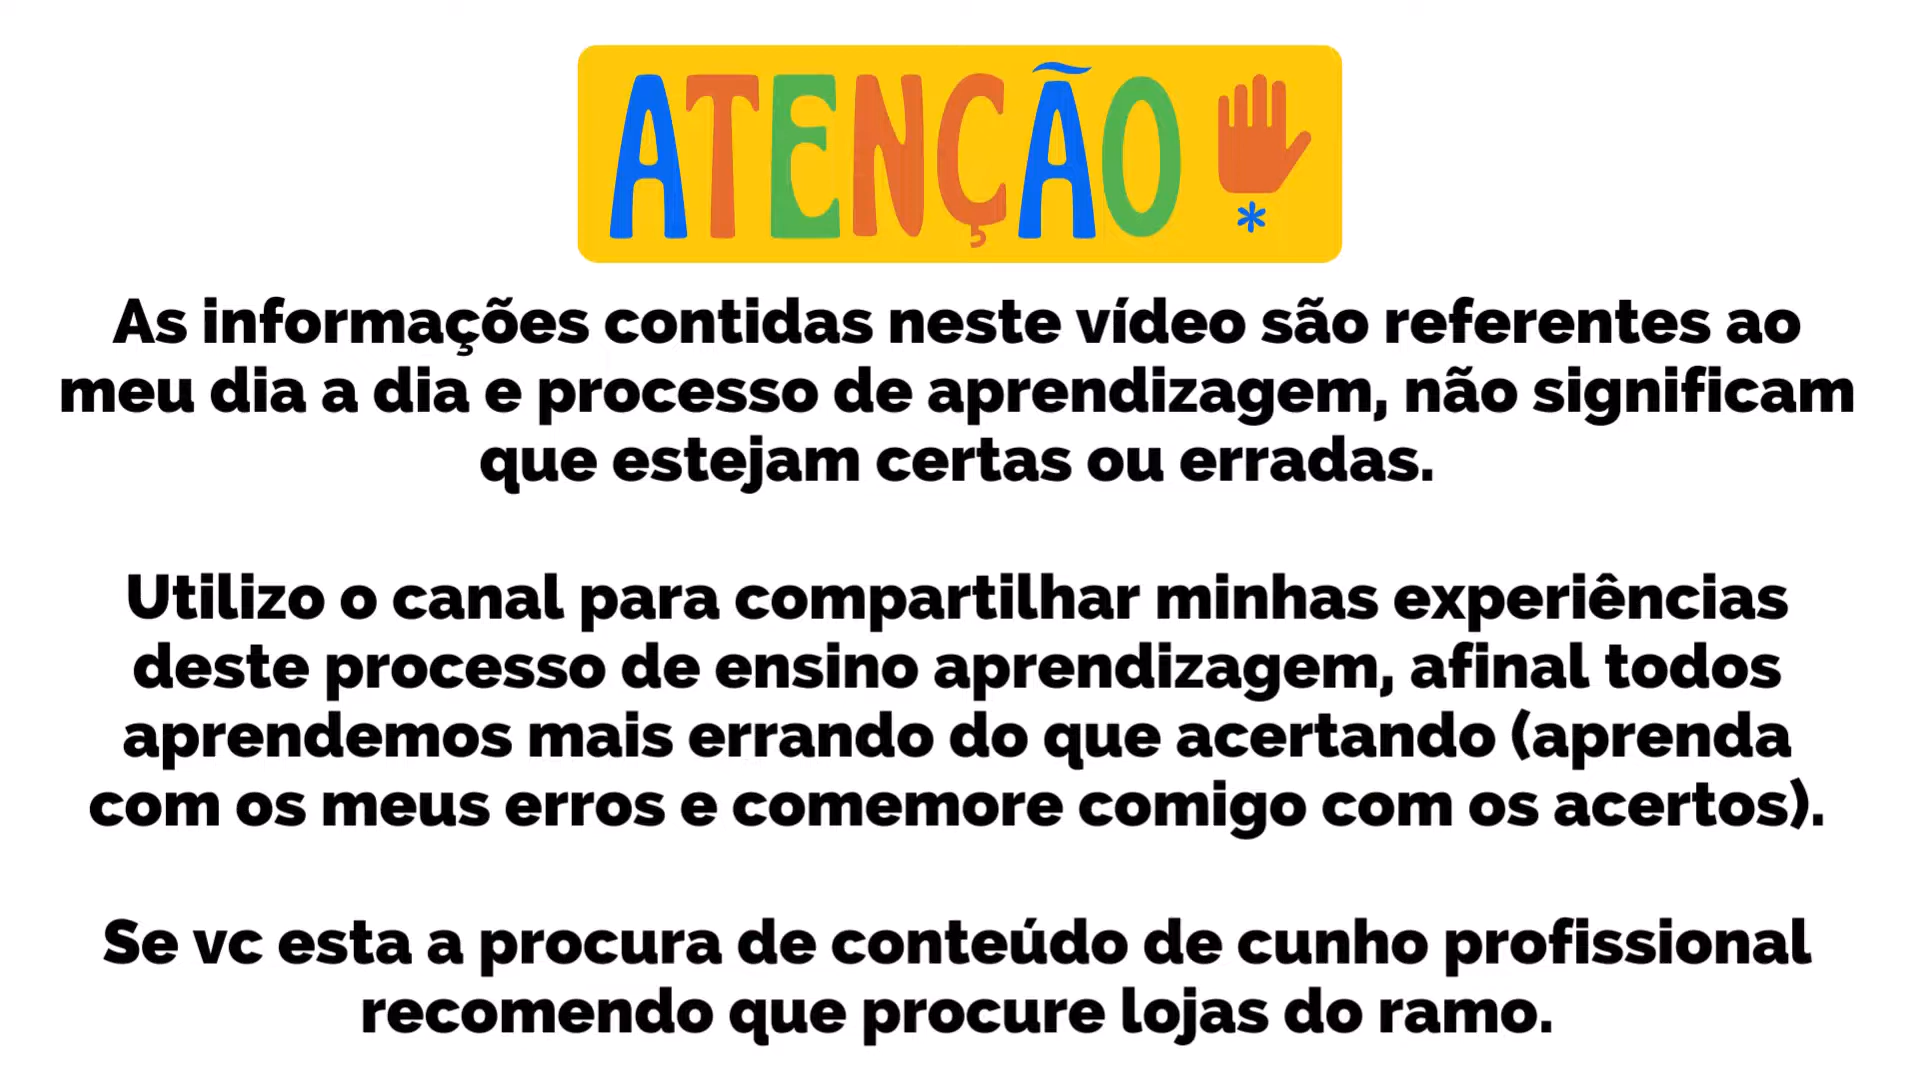 ATENÇÃO
As informações contidas neste vídeo são referentes ao
meu dia a dia e processo de aprendizagem, não significam
que estejam certas ou erradas.
Utilizo o canal para compartilhar minhas experiências
deste processo de ensino aprendizagem, afinal todos
aprendemos mais errando do que acertando (aprenda
com os meus erros e comemore comigo com os acertos).
Se vc esta a procura de conteúdo de cunho profissional
recomendo que procure lojas do ramo.